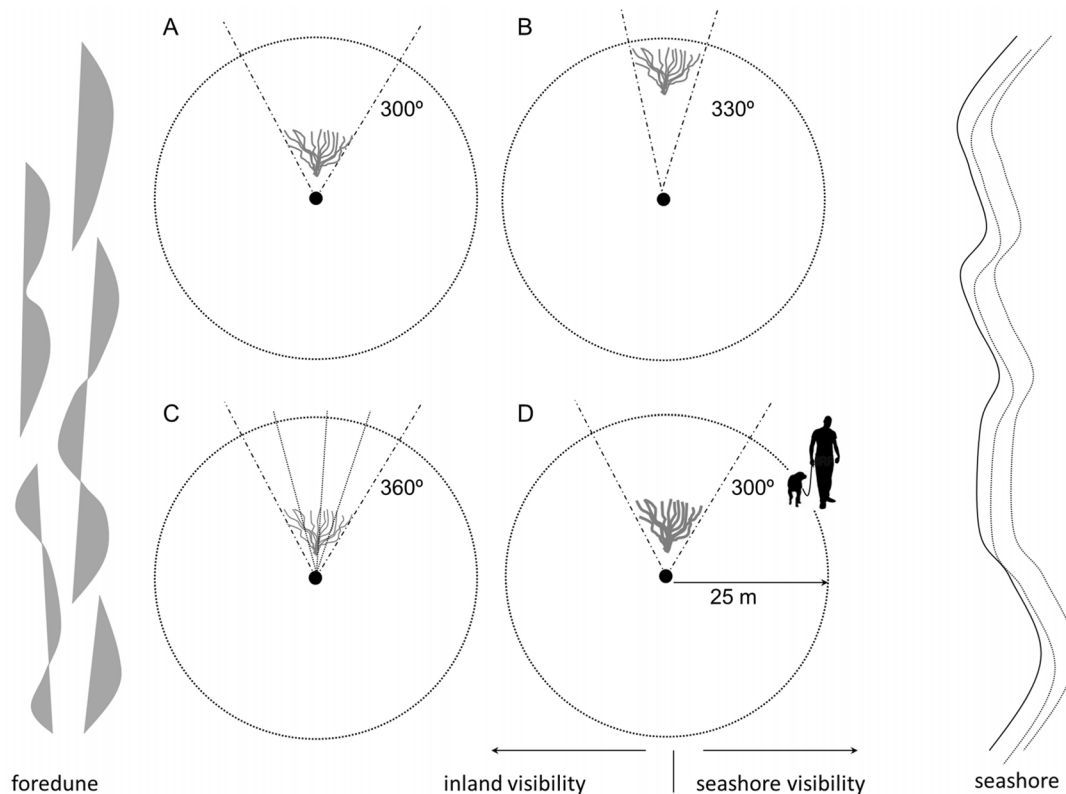 A
300º
B
330º
C
360º
D
300º
25 m
foredune
inland visibility
seashore visibility
seashore